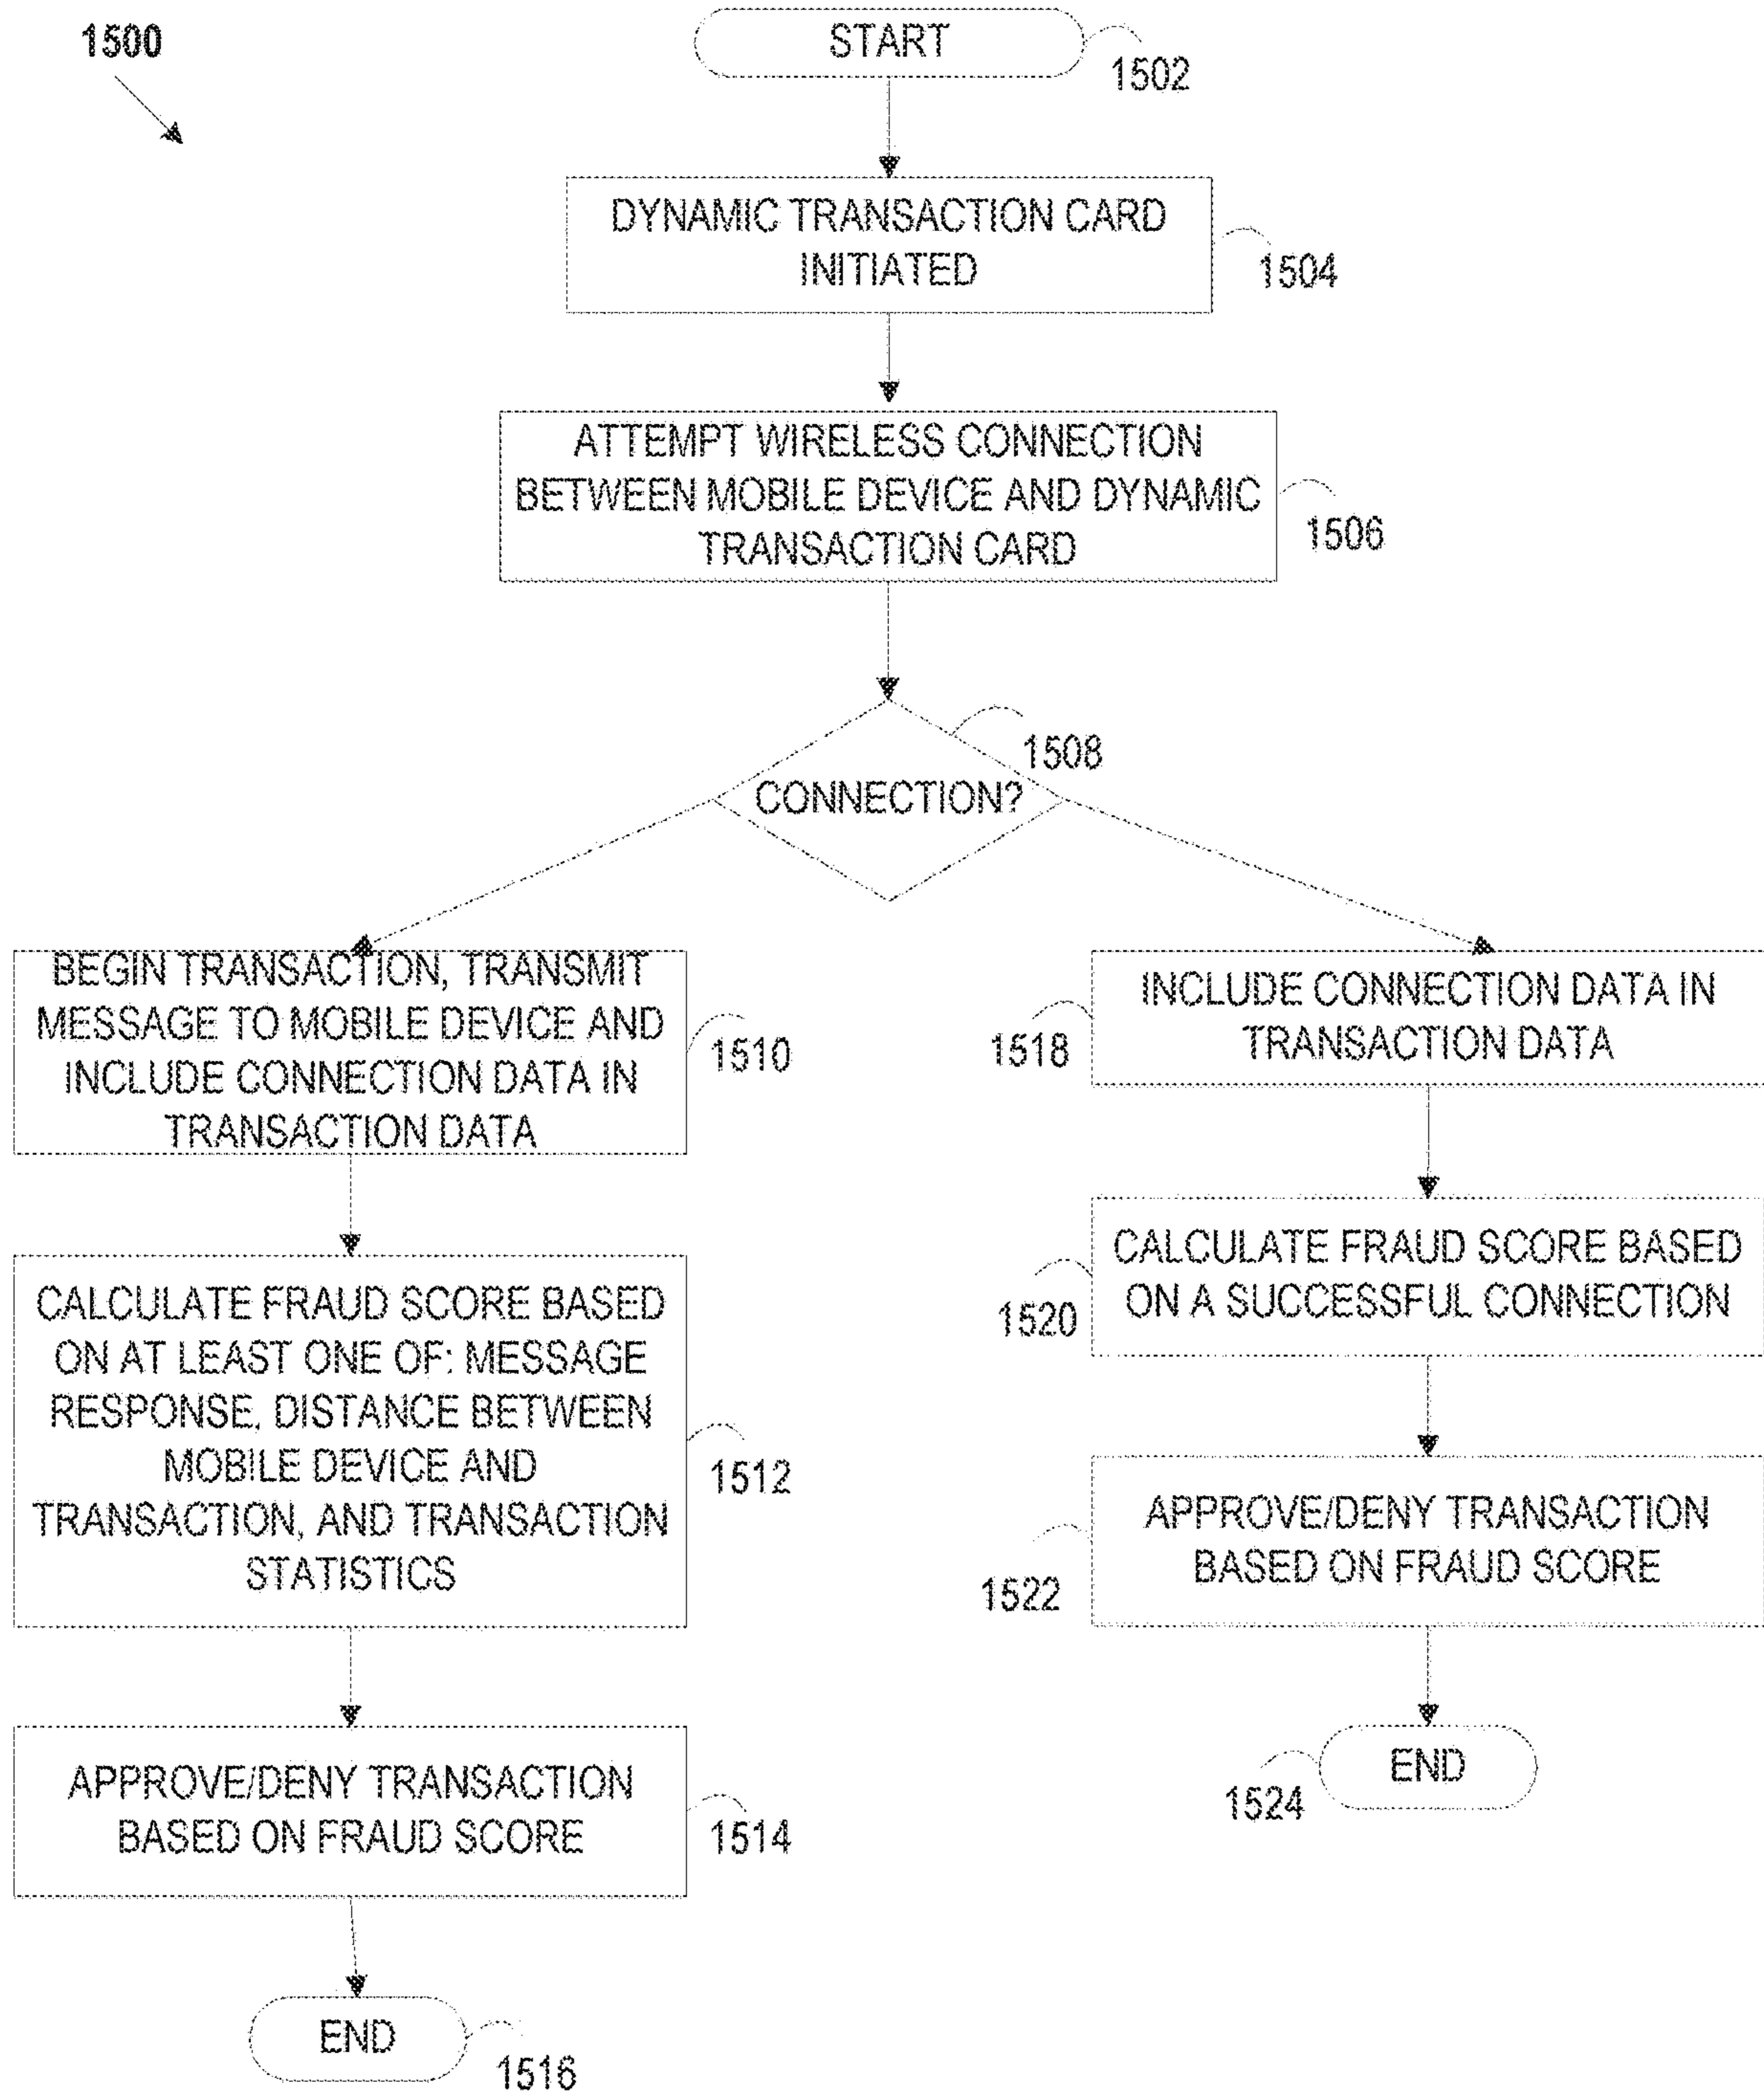 1500
START
1502
DYNAMIC TRANSACTION CARD
INITIATED
1504
ATTEMPT WIRELESS CONNECTION
BETWEEN MOBILE DEVICE AND DYNAMIC
TRANSACTION CARD
1506
1508
CONNECTION?
BEGIN TRANSACTION, TRANSMIT
MESSAGE TO MOBILE DEVICE AND
INCLUDE CONNECTION DATA IN
TRANSACTION DATA
1510
CALCULATE FRAUD SCORE BASED
ON AT LEAST ONE OF: MESSAGE
RESPONSE, DISTANCE BETWEEN
MOBILE DEVICE AND
TRANSACTION, AND TRANSACTION
STATISTICS
1512
APPROVE/DENY TRANSACTION
BASED ON FRAUD SCORE
1514
END
1516
INCLUDE CONNECTION DATA IN
TRANSACTION DATA
1518
CALCULATE FRAUD SCORE BASED
ON A SUCCESSFUL CONNECTION
1520
APPROVE/DENY TRANSACTION
BASED ON FRAUD SCORE
1522
END
1524